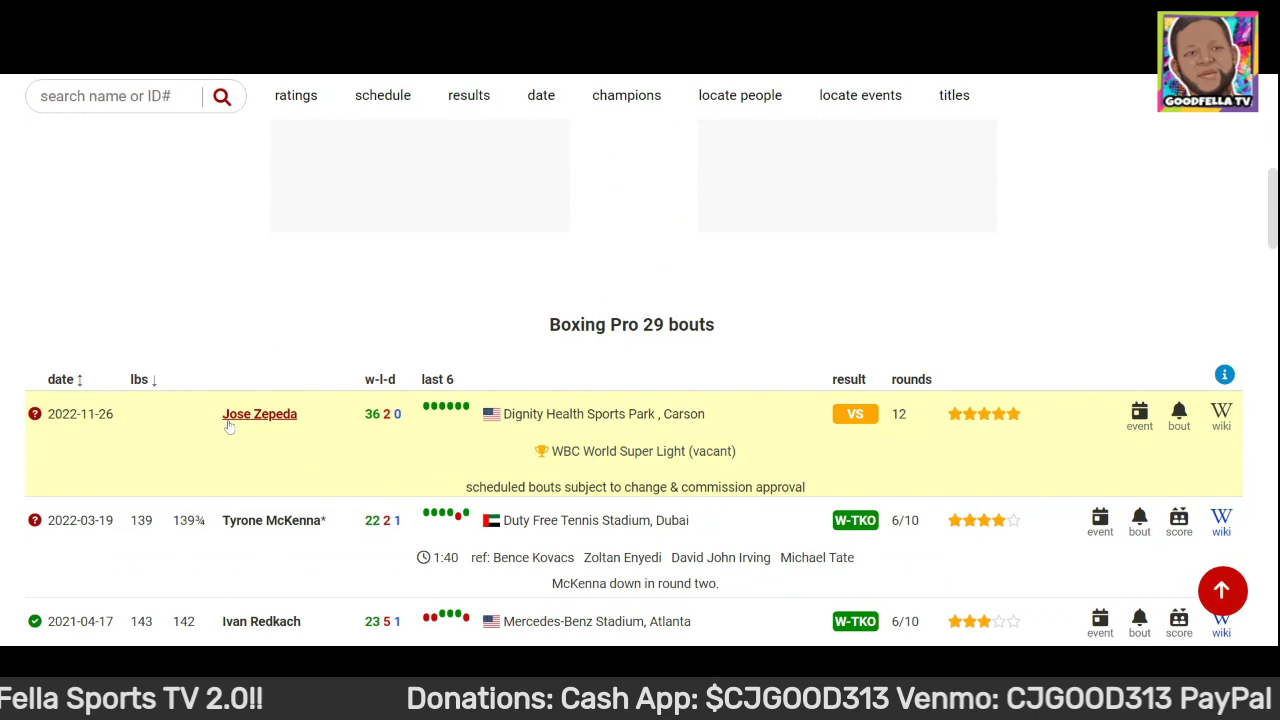 GOODFELLA TV
search name or ID#
ratings schedule results date champions locate people locate events titles
Boxing Pro 29 bouts
date lbs w-l-d last 6 result rounds
2022-11-26 Jose Zepeda 36 2 0 Dignity Health Sports Park , Carson VS 12
event bout wiki
WBC World Super Light (vacant)
scheduled bouts subject to change & commission approval
2022-03-19 139 139¾ Tyrone McKenna* 22 2 1 Duty Free Tennis Stadium, Dubai W-TKO 6/10
event bout score wiki
1:40 ref: Bence Kovacs Zoltan Enyedi David John Irving Michael Tate
McKenna down in round two.
2021-04-17 143 142 Ivan Redkach 23 5 1 Mercedes-Benz Stadium, Atlanta W-TKO 6/10
event bout score wiki
Fella Sports TV 2.0!! Donations: Cash App: $CJGOOD313 Venmo: CJGOOD313 PayPal